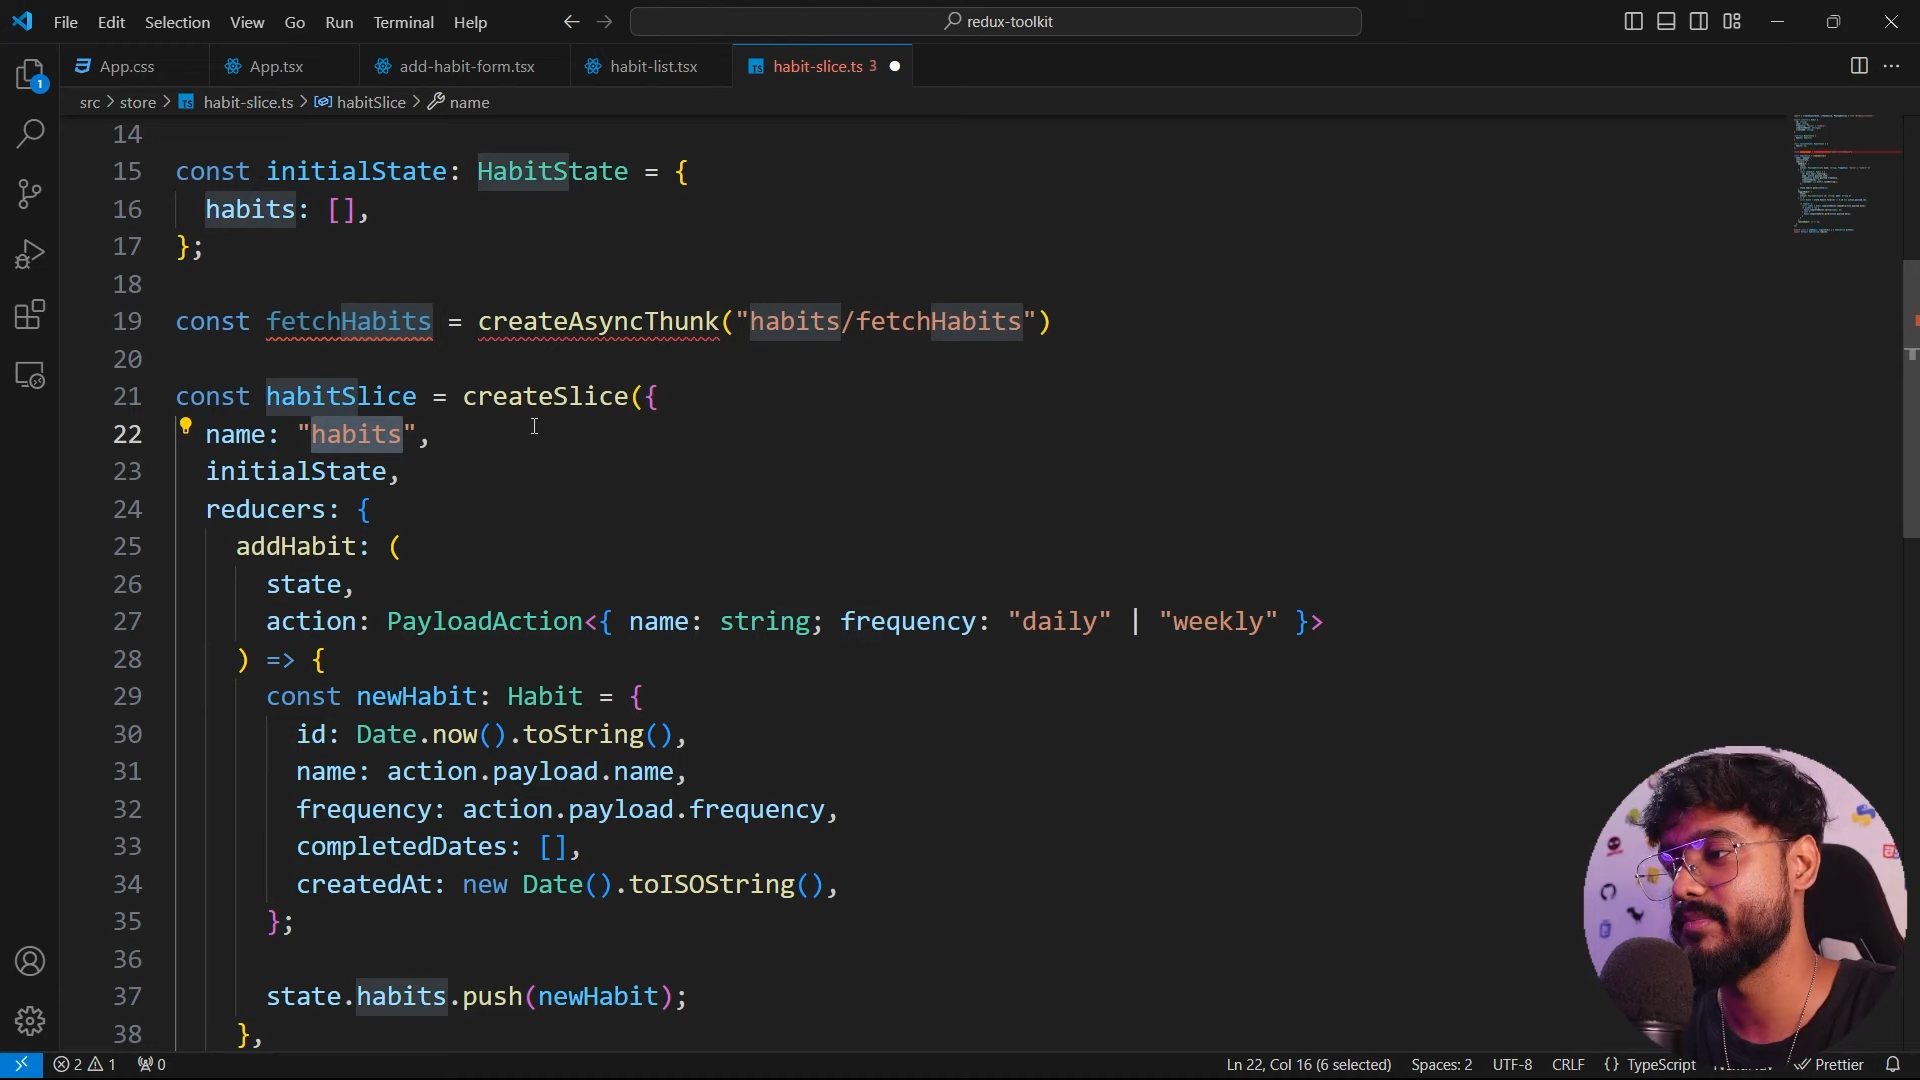 File Edit Selection View Go Run Terminal Help
redux-toolkit
App.css App.tsx add-habit-form.tsx habit-list.tsx habit-slice.ts 3
src > store > habit-slice.ts > habitSlice > name
14
15 const initialState: HabitState = {
16 habits: [],
17 };
18
19 const fetchHabits = createAsyncThunk("habits/fetchHabits")
20
21 const habitSlice = createSlice({
22 name: "habits",
23 initialState,
24 reducers: {
25 addHabit: (
26 state,
27 action: PayloadAction<{ name: string; frequency: "daily" | "weekly" }>
28 ) => {
29 const newHabit: Habit = {
30 id: Date.now().toString(),
31 name: action.payload.name,
32 frequency: action.payload.frequency,
33 completedDates: [],
34 createdAt: new Date().toISOString(),
35 };
36
37 state.habits.push(newHabit);
38 },
1
2 1 0 Ln 22, Col 16 (6 selected) Spaces: 2 UTF-8 CRLF {} TypeScript Prettier